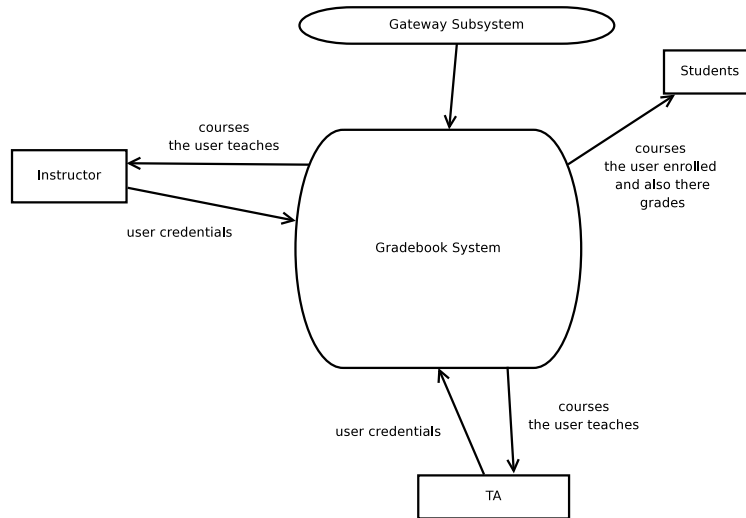 Gateway Subsystem
Students
courses
the user teaches
courses
the user enrolled
and also there
grades
Instructor
user credentials
Gradebook System
courses
the user teaches
user credentials
TA